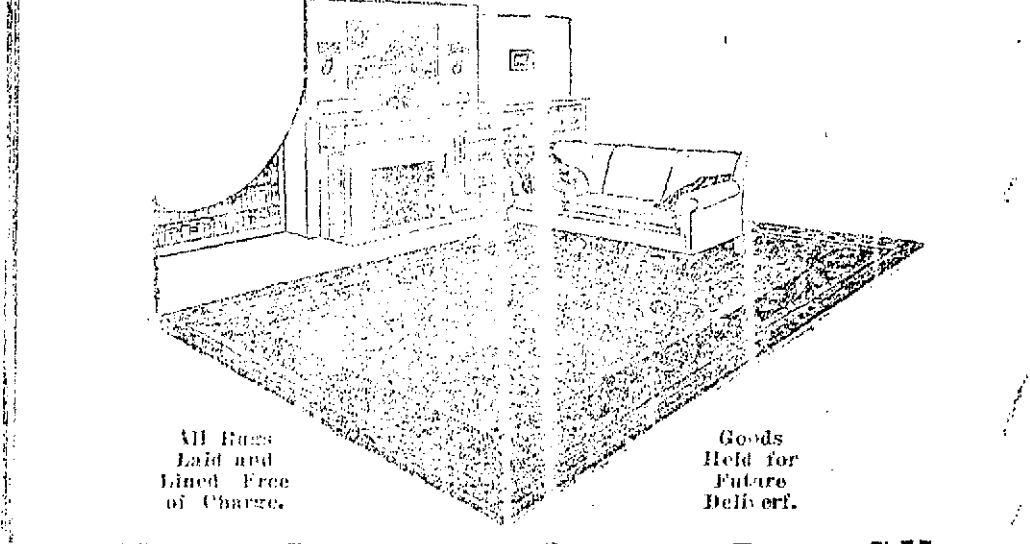 All Rugs
Laid and
Lined Free
of Charge.
Goods
Held for
Future
Deliverf.